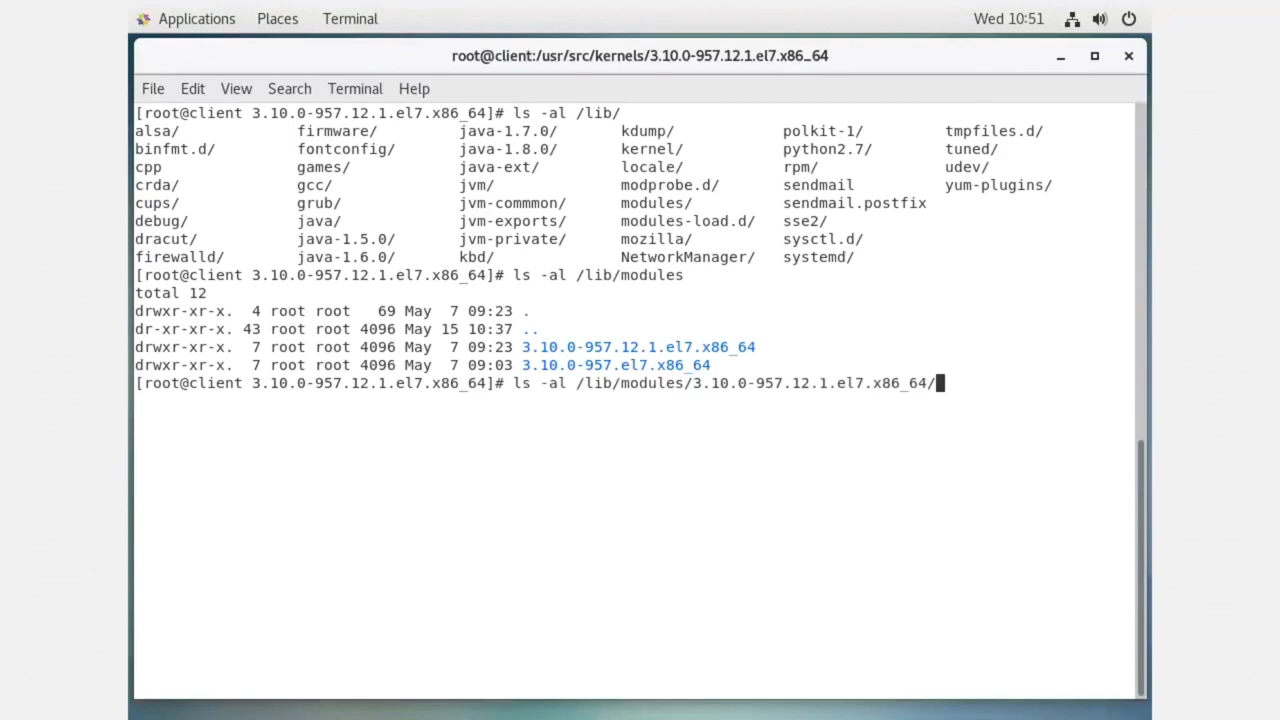 Applications Places Terminal Wed 10:51
root@client:/usr/src/kernels/3.10.0-957.12.1.el7.x86_64
File Edit View Search Terminal Help
[root@client 3.10.0-957.12.1.el7.x86_64]# ls -al /lib/
alsa/ firmware/ java-1.7.0/ kdump/ polkit-1/ tmpfiles.d/
binfmt.d/ fontconfig/ java-1.8.0/ kernel/ python2.7/ tuned/
cpp games/ java-ext/ locale/ rpm/ udev/
crda/ gcc/ jvm/ modprobe.d/ sendmail yum-plugins/
cups/ grub/ jvm-commmon/ modules/ sendmail.postfix
debug/ java/ jvm-exports/ modules-load.d/ sse2/
dracut/ java-1.5.0/ jvm-private/ mozilla/ sysctl.d/
firewalld/ java-1.6.0/ kbd/ NetworkManager/ systemd/
[root@client 3.10.0-957.12.1.el7.x86_64]# ls -al /lib/modules
total 12
drwxr-xr-x. 4 root root 69 May 7 09:23 .
dr-xr-xr-x. 43 root root 4096 May 15 10:37 ..
drwxr-xr-x. 7 root root 4096 May 7 09:23 3.10.0-957.12.1.el7.x86_64
drwxr-xr-x. 7 root root 4096 May 7 09:03 3.10.0-957.el7.x86_64
[root@client 3.10.0-957.12.1.el7.x86_64]# ls -al /lib/modules/3.10.0-957.12.1.el7.x86_64/